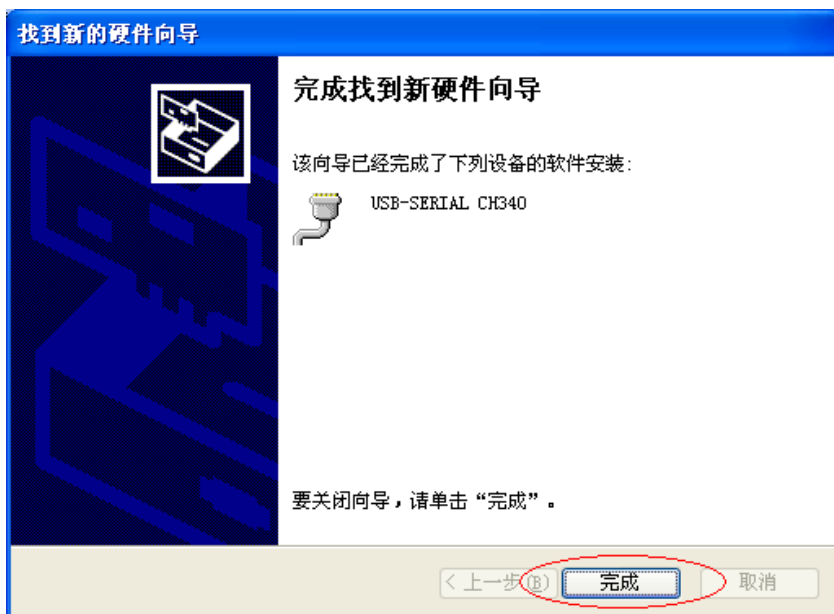 找到新的硬件向导
完成找到新硬件向导
该向导已经完成了下列设备的软件安装:
USB-SERIAL CH340
要关闭向导，请单击“完成”。
<上一步(B)
完成
取消